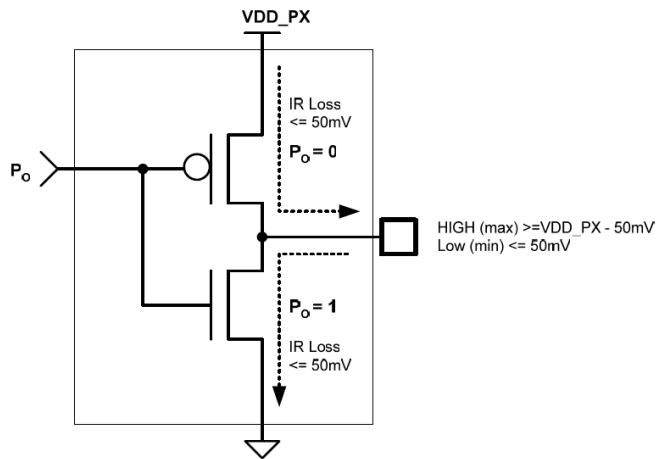 VDD_PX
IR Loss
<= 50mV
Po = 0
Po
HIGH (max) >=VDD_PX - 50mV
Low (min) <= 50mV
Po = 1
IR Loss
<= 50mV